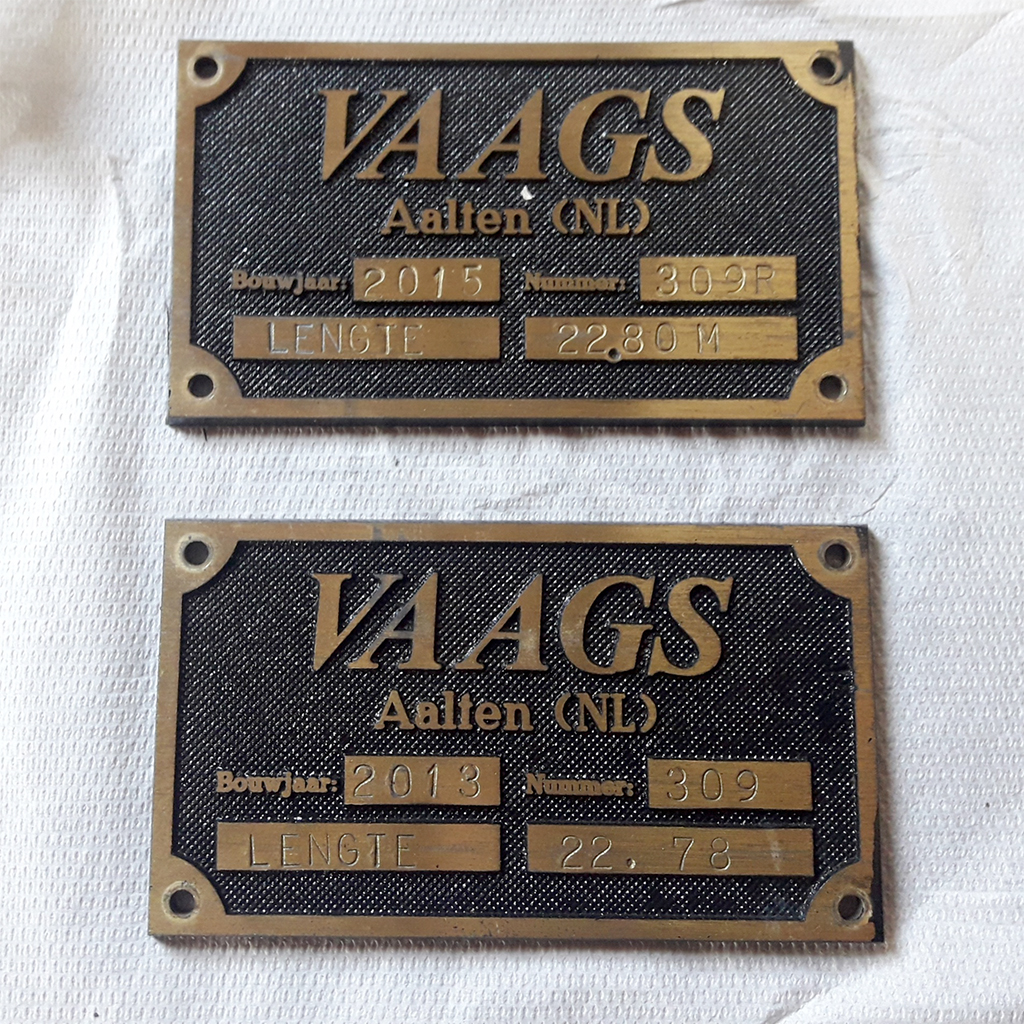 VAAGS
Aalten (NL)
Bouwjaar: 2015 Nummer: 309R
LENGTE 22.80 M
VAAGS
Aalten (NL)
Bouwjaar: 2013 Nummer: 309
LENGTE 22.78